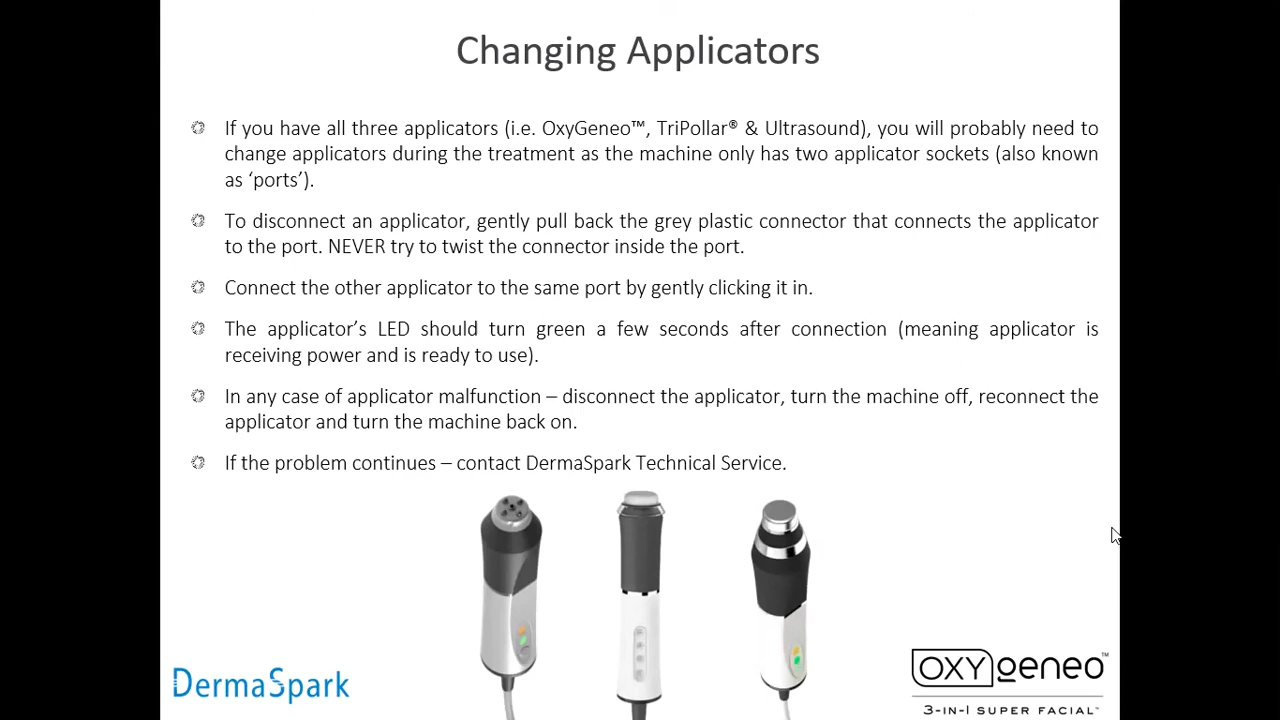 Changing Applicators
If you have all three applicators (i.e. OxyGeneo™, TriPollar® & Ultrasound), you will probably need to
change applicators during the treatment as the machine only has two applicator sockets (also known
as ‘ports’).
To disconnect an applicator, gently pull back the grey plastic connector that connects the applicator
to the port. NEVER try to twist the connector inside the port.
Connect the other applicator to the same port by gently clicking it in.
The applicator’s LED should turn green a few seconds after connection (meaning applicator is
receiving power and is ready to use).
In any case of applicator malfunction – disconnect the applicator, turn the machine off, reconnect the
applicator and turn the machine back on.
If the problem continues – contact DermaSpark Technical Service.
DermaSpark
OXYgeneo™
3-IN-1 SUPER FACIAL™